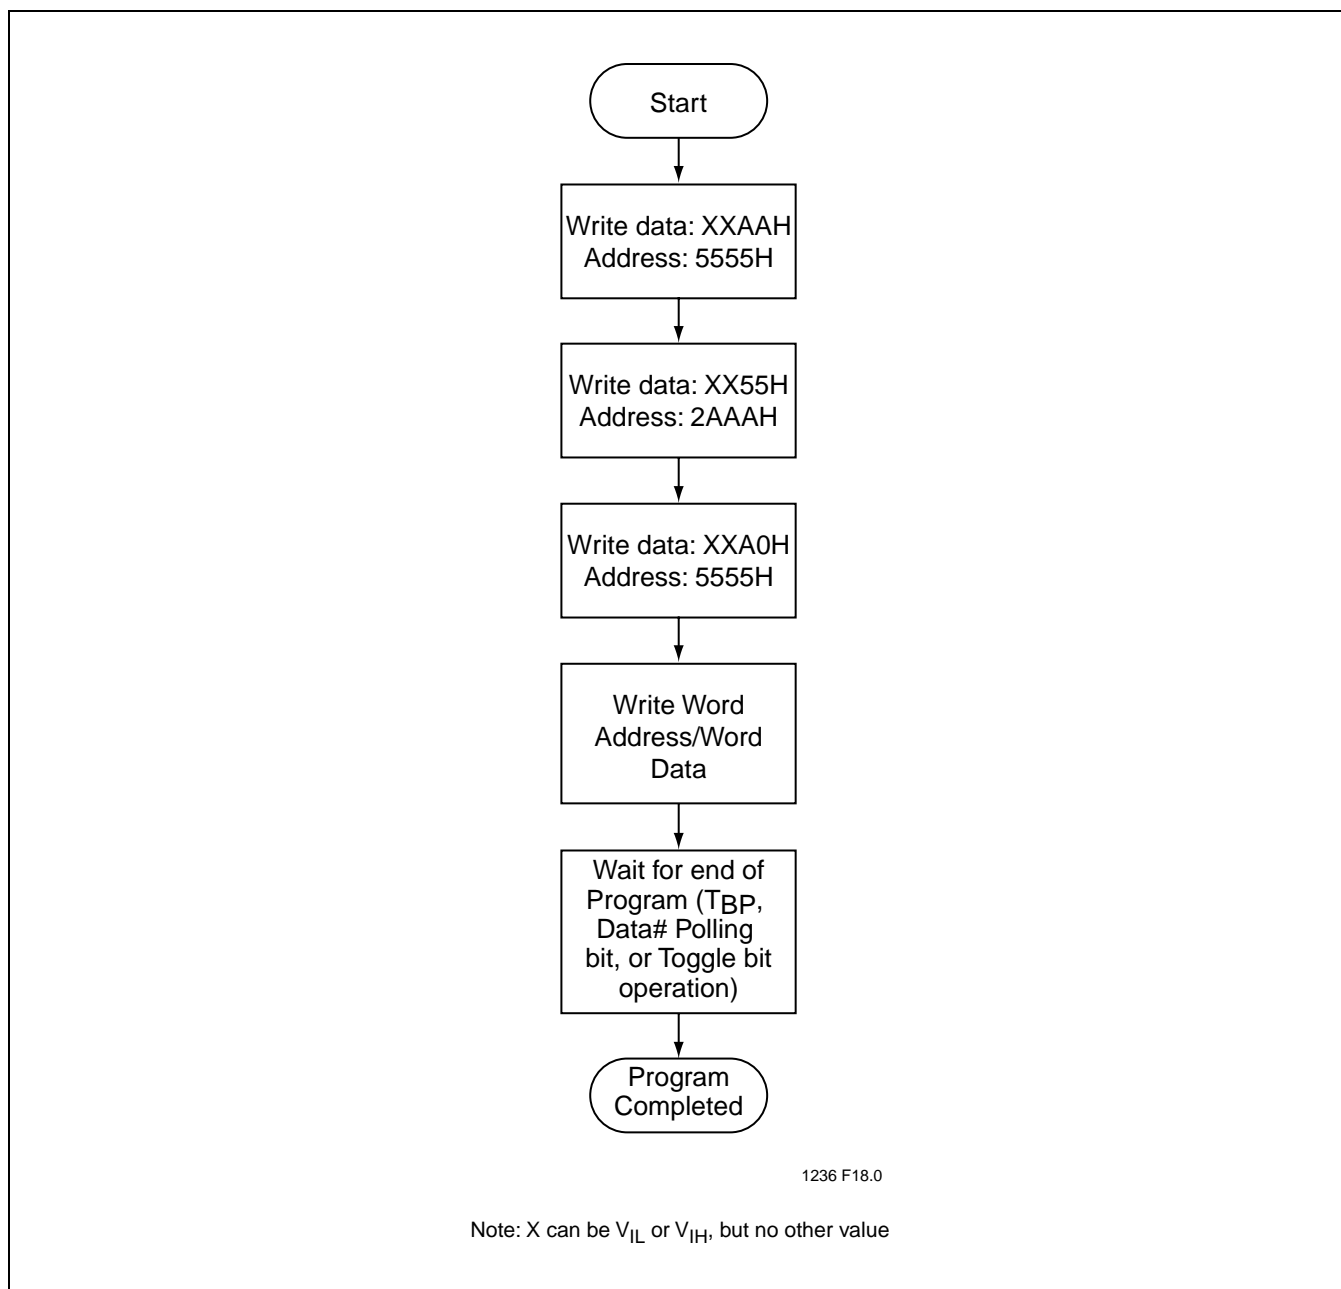 Start
Write data: XXAAH
Address: 5555H
Write data: XX55H
Address: 2AAAH
Write data: XXA0H
Address: 5555H
Write Word
Address/Word
Data
Wait for end of
Program (TBP,
Data# Polling
bit, or Toggle bit
operation)
Program
Completed
1236 F18.0
Note: X can be VIL or VIH, but no other value